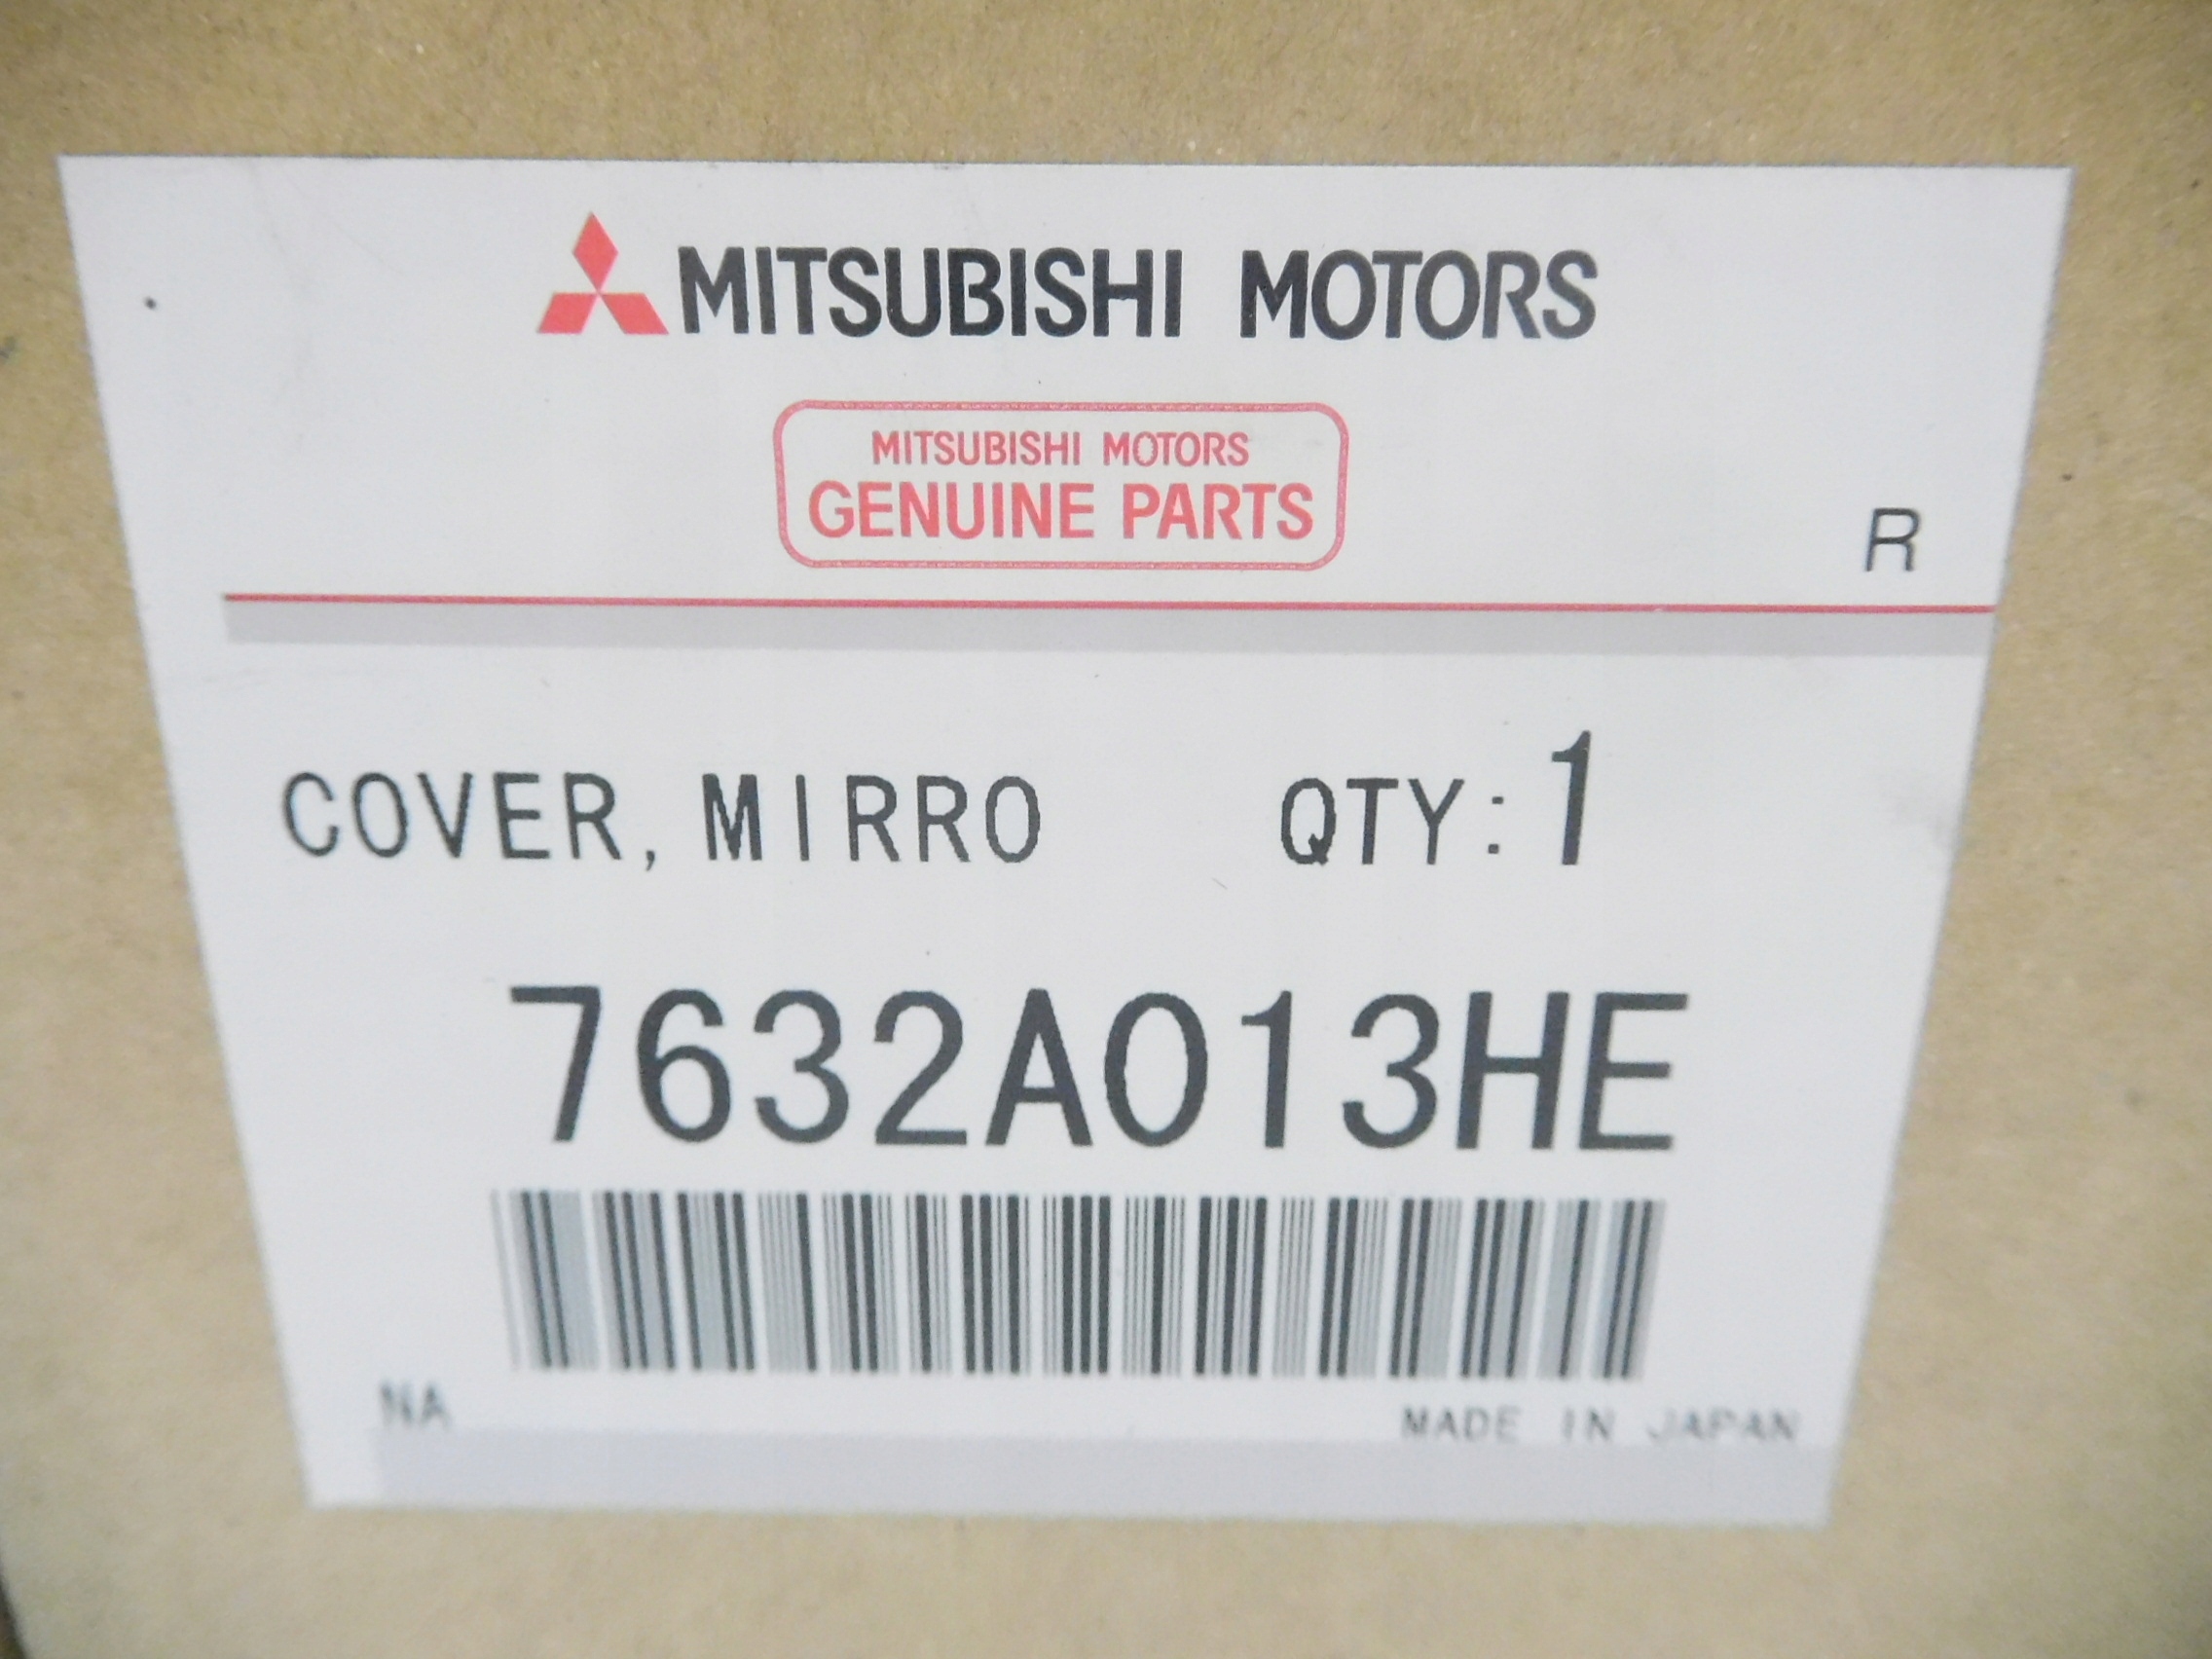 MITSUBISHI MOTORS
MITSUBISHI MOTORS
GENUINE PARTS
R
COVER, MIRRO QTY:1
7632A013HE
NA MADE IN JAPAN